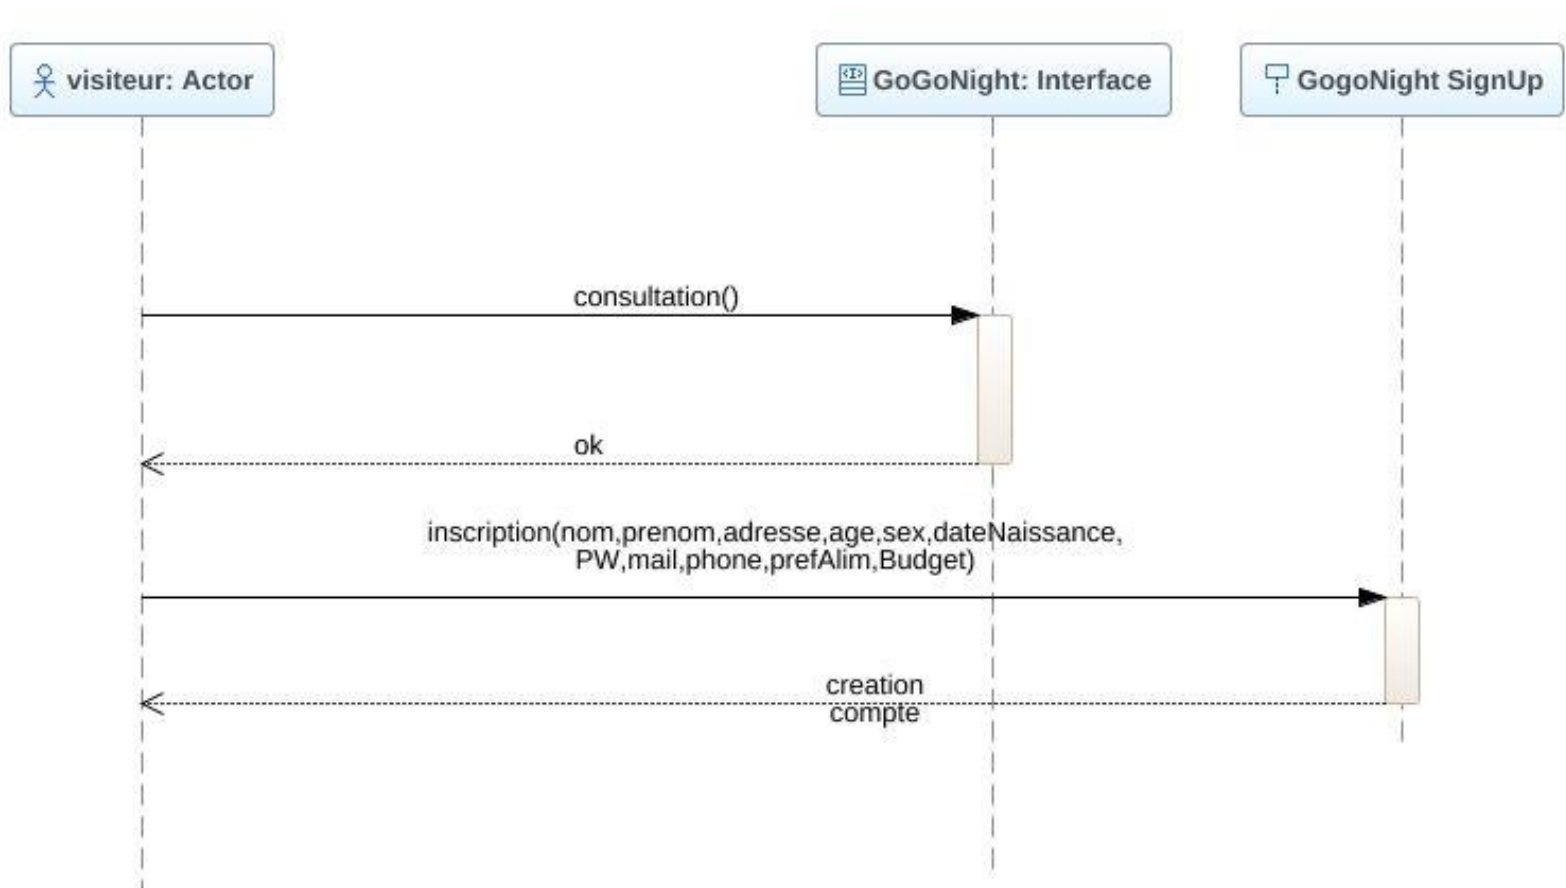 visiteur: Actor
GoGoNight: Interface
GogoNight SignUp
consultation()
ok
inscription(nom,prenom,adresse,age,sex,dateNaissance,
PW,mail,phone,prefAlim,Budget)
creation
compte